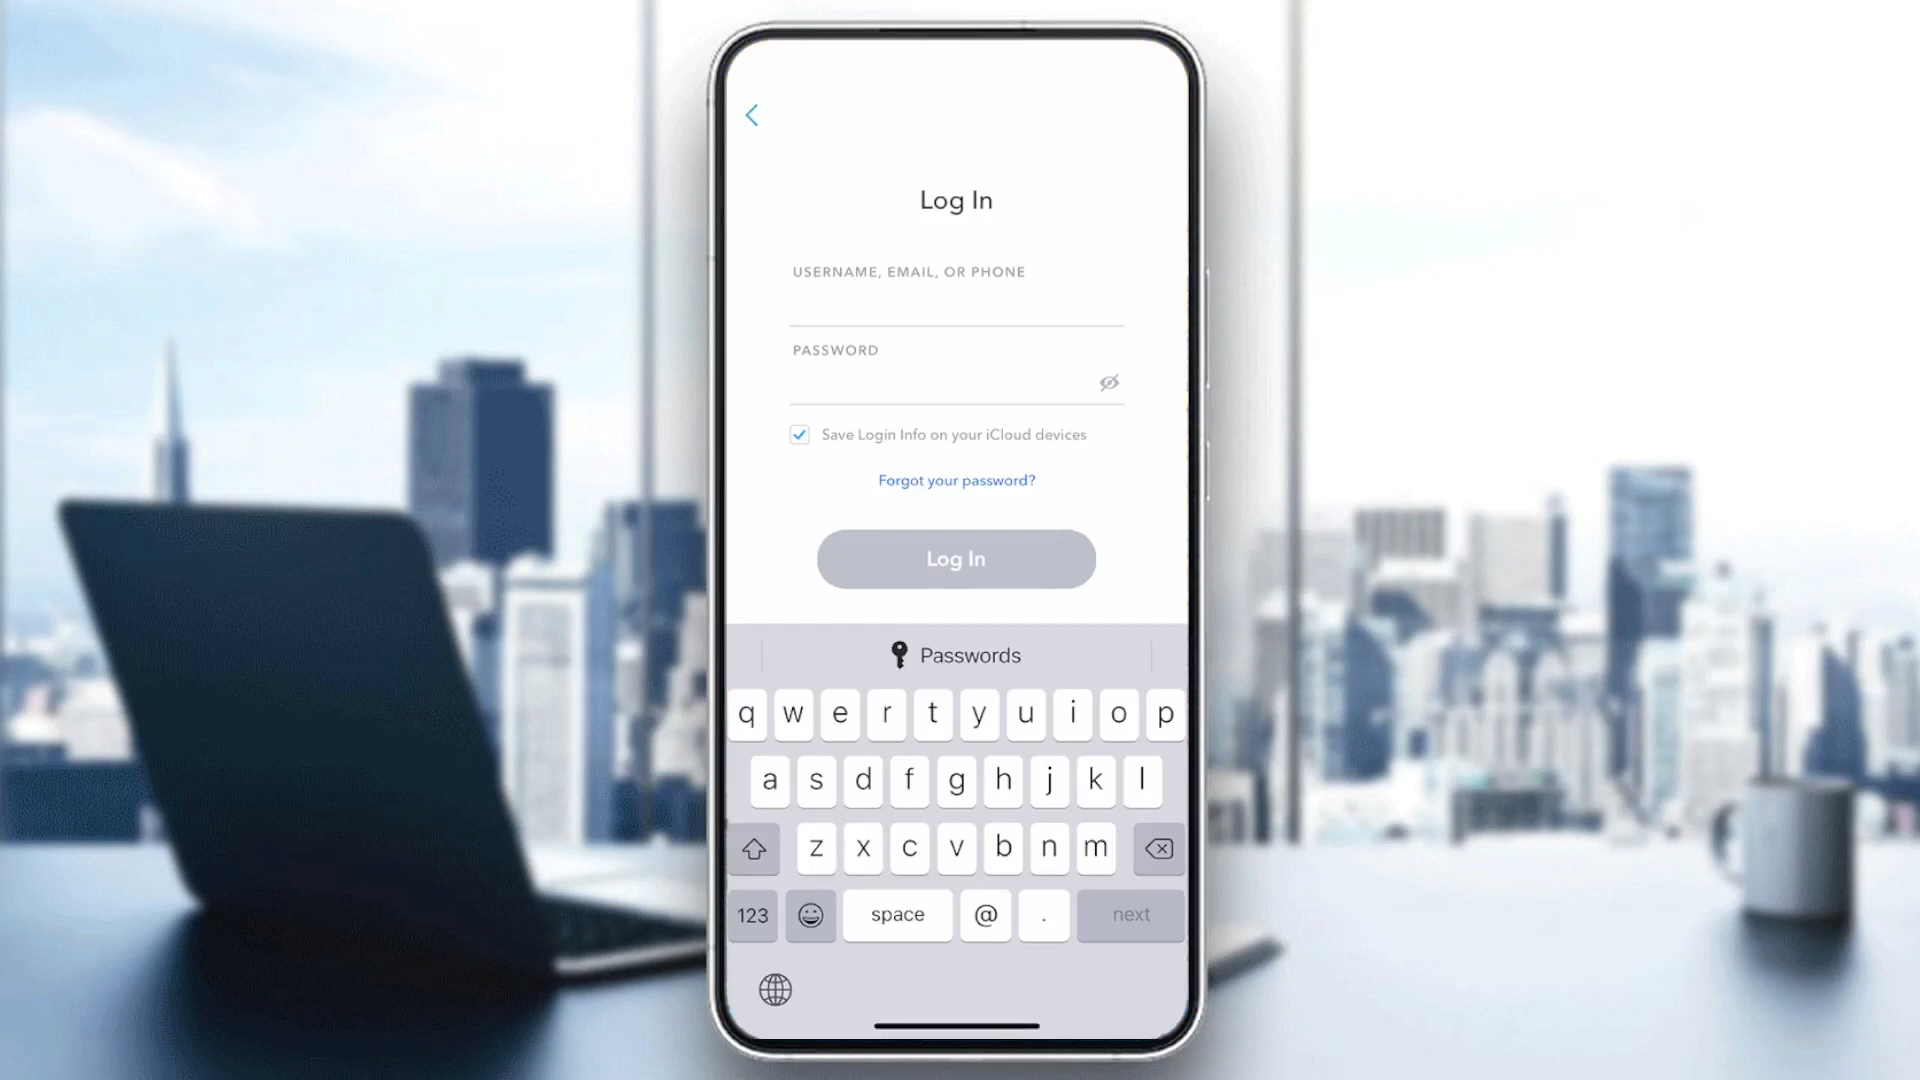 Log In
USERNAME, EMAIL, OR PHONE
PASSWORD
Save Login Info on your iCloud devices
Forgot your password?
Log In
Passwords
q w e r t y u i o p
a s d f g h j k l
z x c v b n m
123 space @ . next